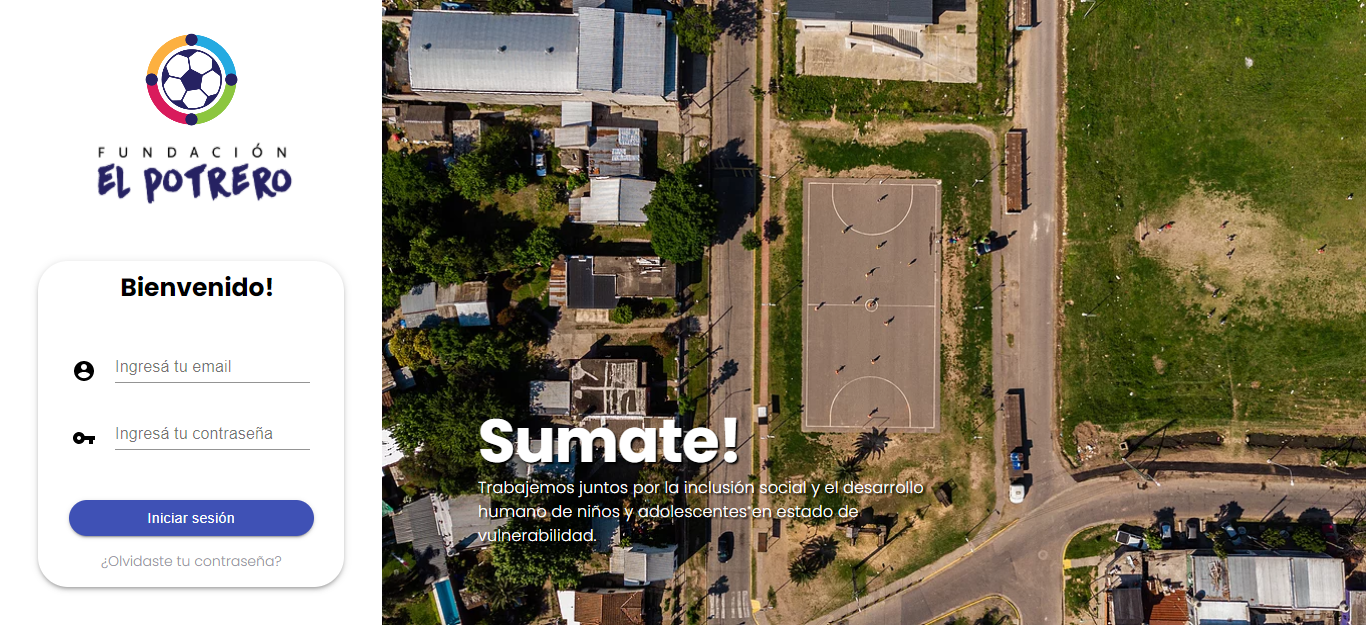 FUNDACIÓN
EL POTRERO
Bienvenido!
Ingresá tu email
Ingresá tu contraseña
Iniciar sesión
¿Olvidaste tu contraseña?
Sumate!
Trabajemos juntos por la inclusión social y el desarrollo
humano de niños y adolescentes en estado de
vulnerabilidad.